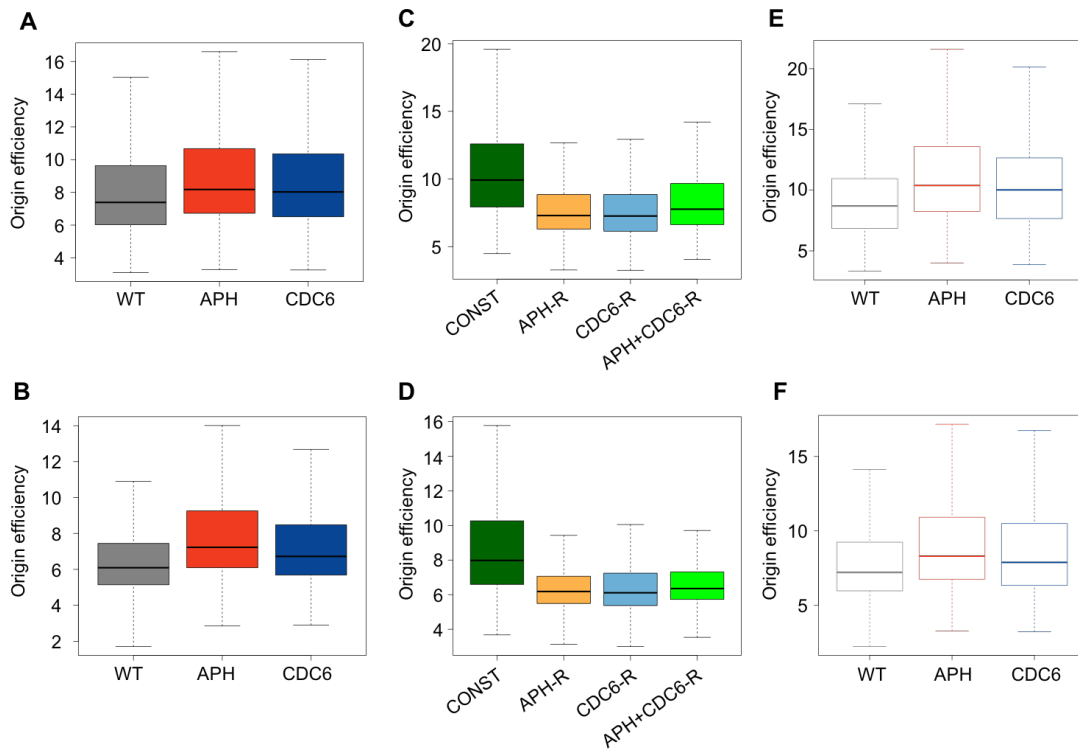 A
Origin efficiency
16
14
12
10
8
6
4
WT APH CDC6
C
Origin efficiency
20
15
10
5
CONST APH-R CDC6-R APH+CDC6-R
E
Origin efficiency
20
15
10
5
WT APH CDC6
B
Origin efficiency
14
12
10
8
6
4
2
WT APH CDC6
D
Origin efficiency
16
14
12
10
8
6
4
CONST APH-R CDC6-R APH+CDC6-R
F
Origin efficiency
15
10
5
WT APH CDC6